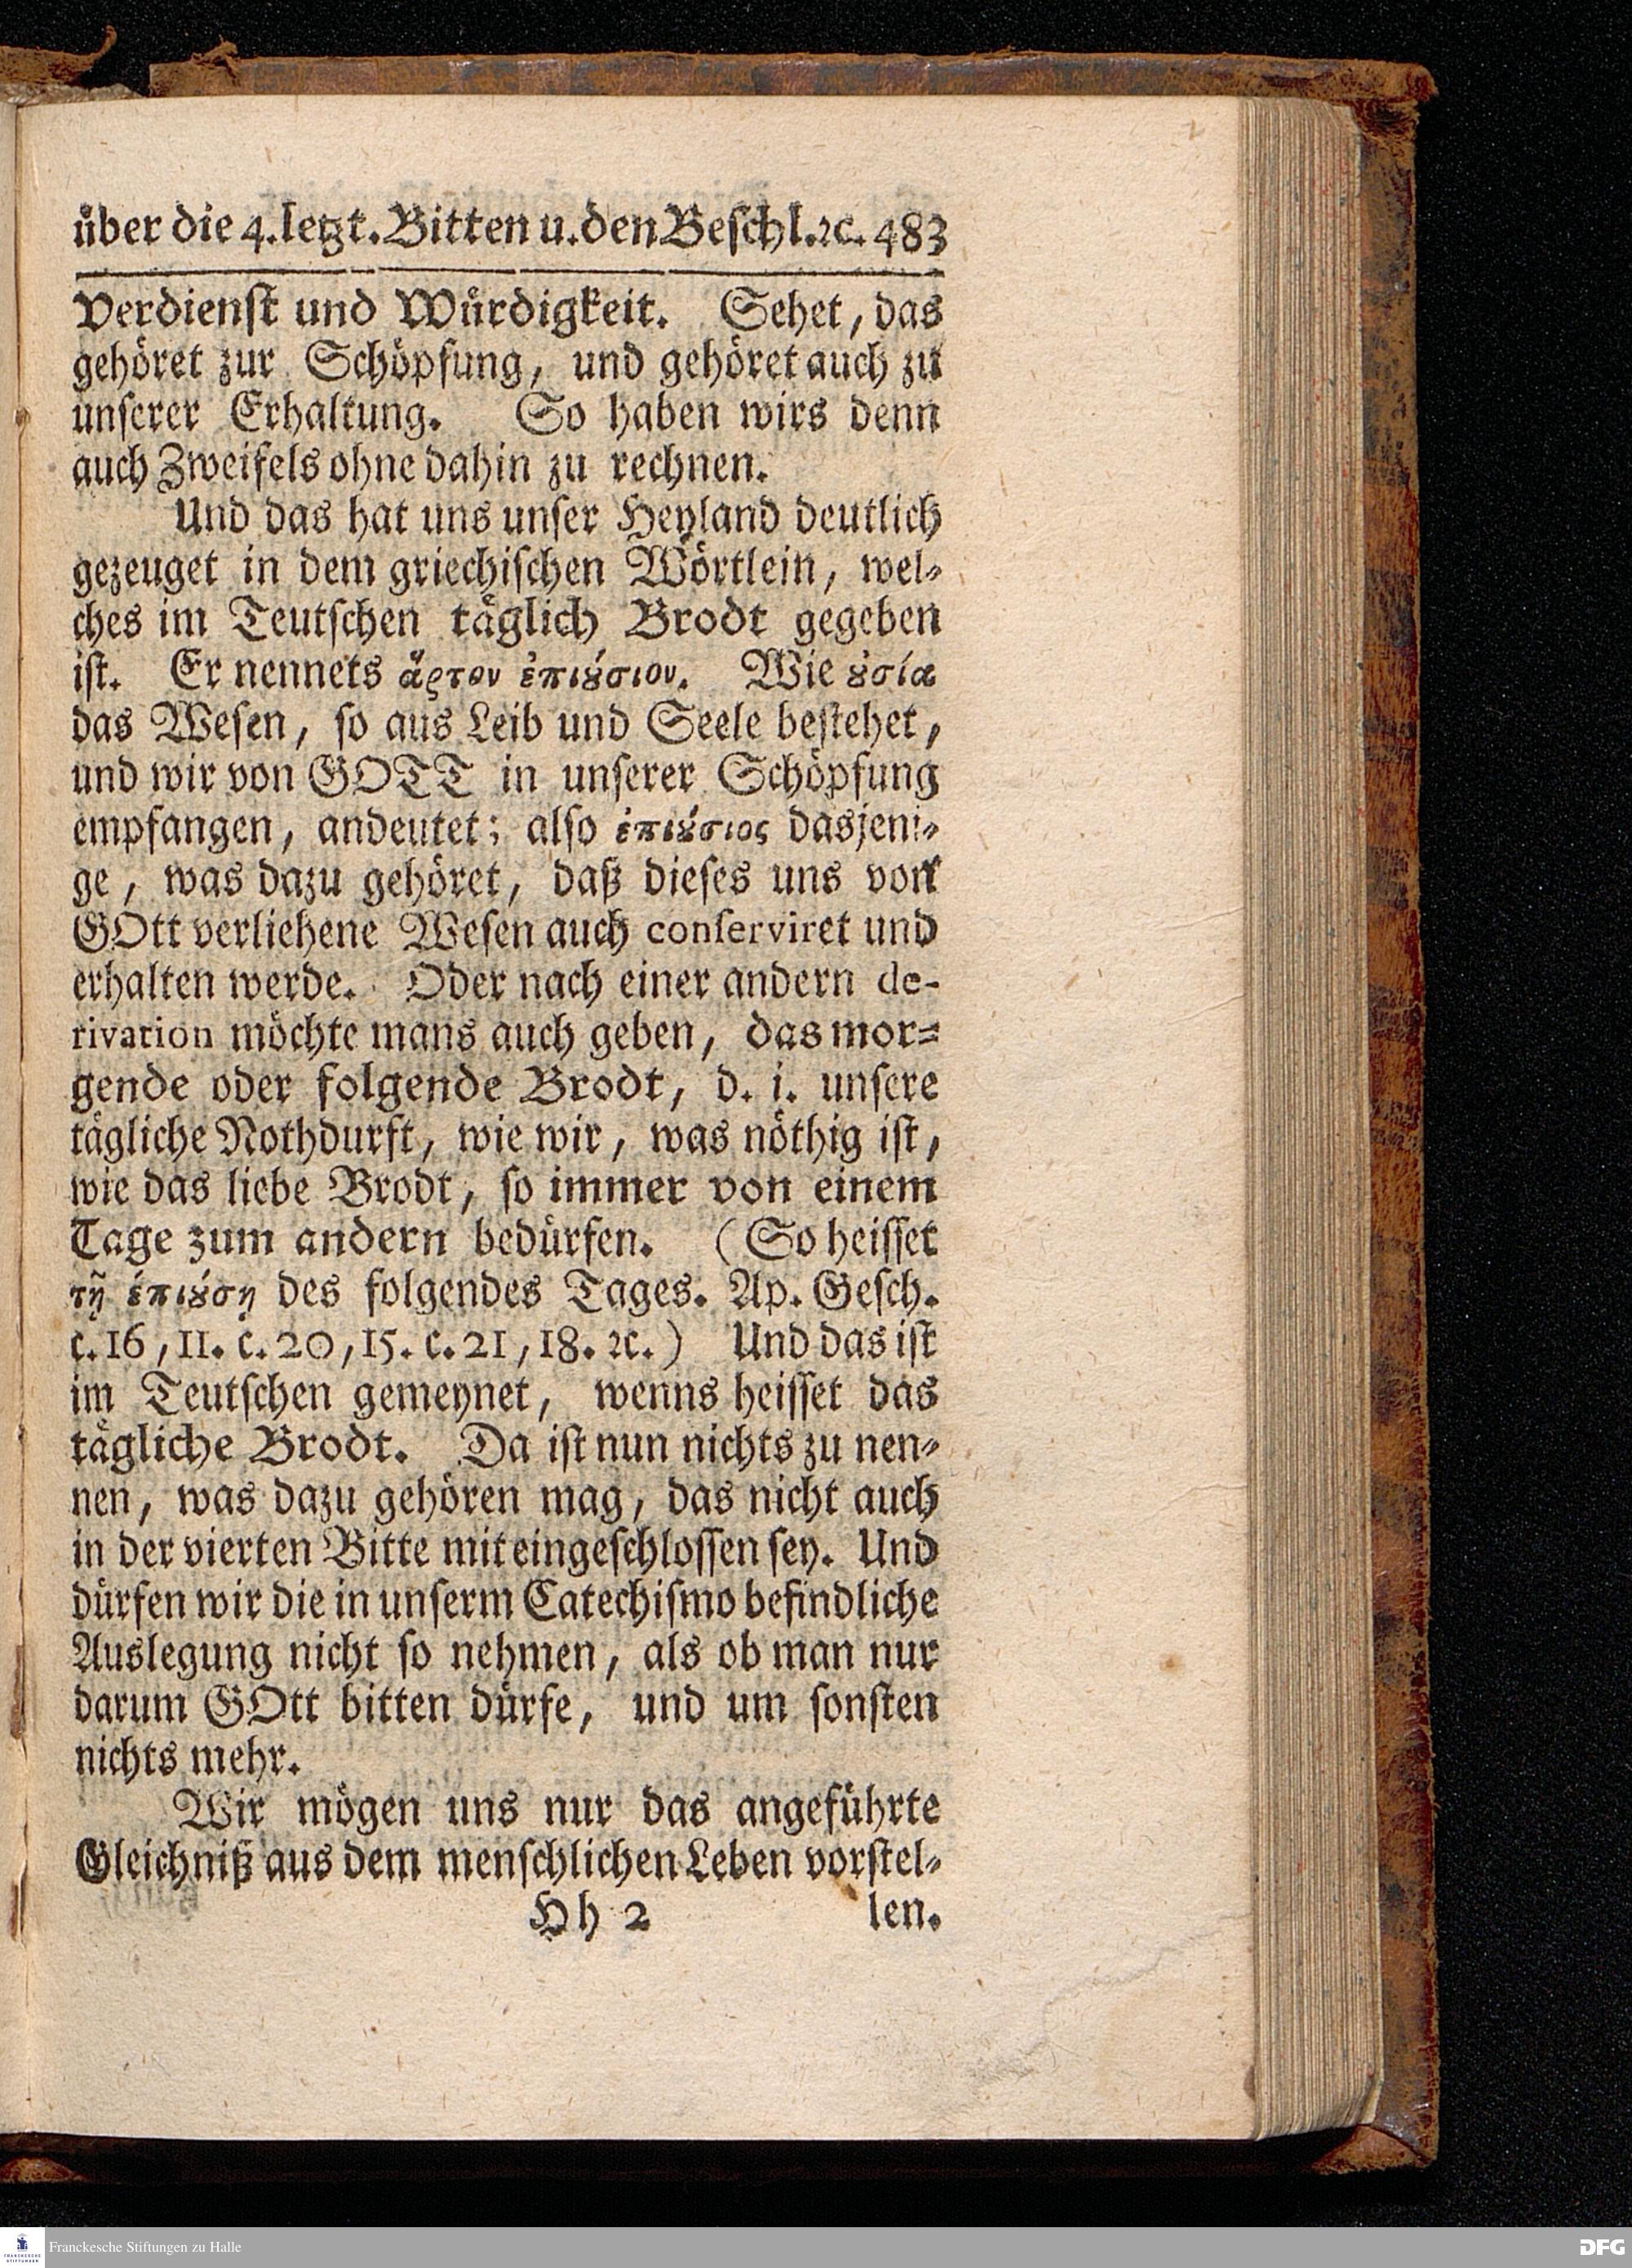 über die 4. letzt. Bitten u. den Beschl. ꝛc. 483
Verdienst und Würdigkeit. Sehet, das
gehöret zur Schöpfung, und gehöret auch zu
unserer Erhaltung. So haben wirs denn
auch Zweifels ohne dahin zu rechnen.
Und das hat uns unser Heyland deutlich
gezeuget in dem griechischen Wörtlein, wel-
ches im Teutschen täglich Brodt gegeben
ist. Er nennets ἄρτον ἐπιȣ́σιον. Wie ȣ̓σία
das Wesen, so aus Leib und Seele bestehet,
und wir von GOTT in unserer Schöpfung
empfangen, andeutet; also ἐπιȣ́σιος dasjeni-
ge, was dazu gehöret, daß dieses uns von
GOtt verliehene Wesen auch conserviret und
erhalten werde. Oder nach einer andern de-
rivation möchte mans auch geben, das mor-
gende oder folgende Brodt, d. i. unsere
tägliche Nothdurft, wie wir, was nöthig ist,
wie das liebe Brodt, so immer von einem
Tage zum andern bedürfen. (So heisset
τῇ ἐπιȣ́σῃ des folgendes Tages. Ap. Gesch.
c. 16, 11. c. 20, 15. c. 21, 18. ꝛc.) Und das ist
im Teutschen gemeynet, wenns heisset das
tägliche Brodt. Da ist nun nichts zu nen-
nen, was dazu gehören mag, das nicht auch
in der vierten Bitte mit eingeschlossen sey. Und
dürfen wir die in unserm Catechismo befindliche
Auslegung nicht so nehmen, als ob man nur
darum GOtt bitten dürfe, und um sonsten
nichts mehr.
Wir mögen uns nur das angeführte
Gleichniß aus dem menschlichen Leben vorstel-
Hh 2 len.
Franckesche Stiftungen zu Halle
DFG
FRANCKESCHE
STIFTUNGEN